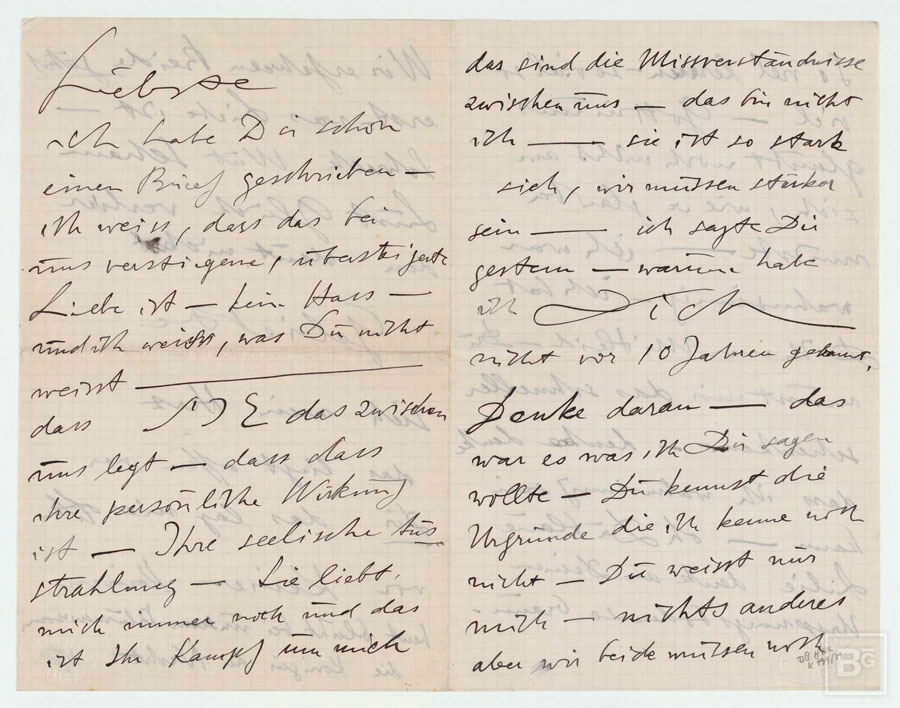 Liebste
ich habe Dir schon
einen Brief geschrieben —
ich weiss, dass das bei
uns verstiegene, übersteigerte
Liebe ist — kein Hass —
und ich weiss, was Du nicht
weisst —
dass SIE das zwischen
uns legt — dass das
ihre persönliche Wirkung
ist — Ihre seelische Aus
strahlung — Sie liebt
mich immer noch und das
ist Ihr Kampf um mich
das sind die Missverständnisse
zwischen uns — das bin nicht
ich — sie ist so stark
sich, wir müssen stärker
sein — ich sagte Dir
gestern — warum habe
ich Dich
nicht vor 10 Jahren gekannt,
Denke daran — das
war es was ich Dir sagen
wollte — Du kennst die
Urgründe die ich kenne noch
nicht — Du weisst nur
mich — nichts anderes
aber wir beide müssen noch
BG